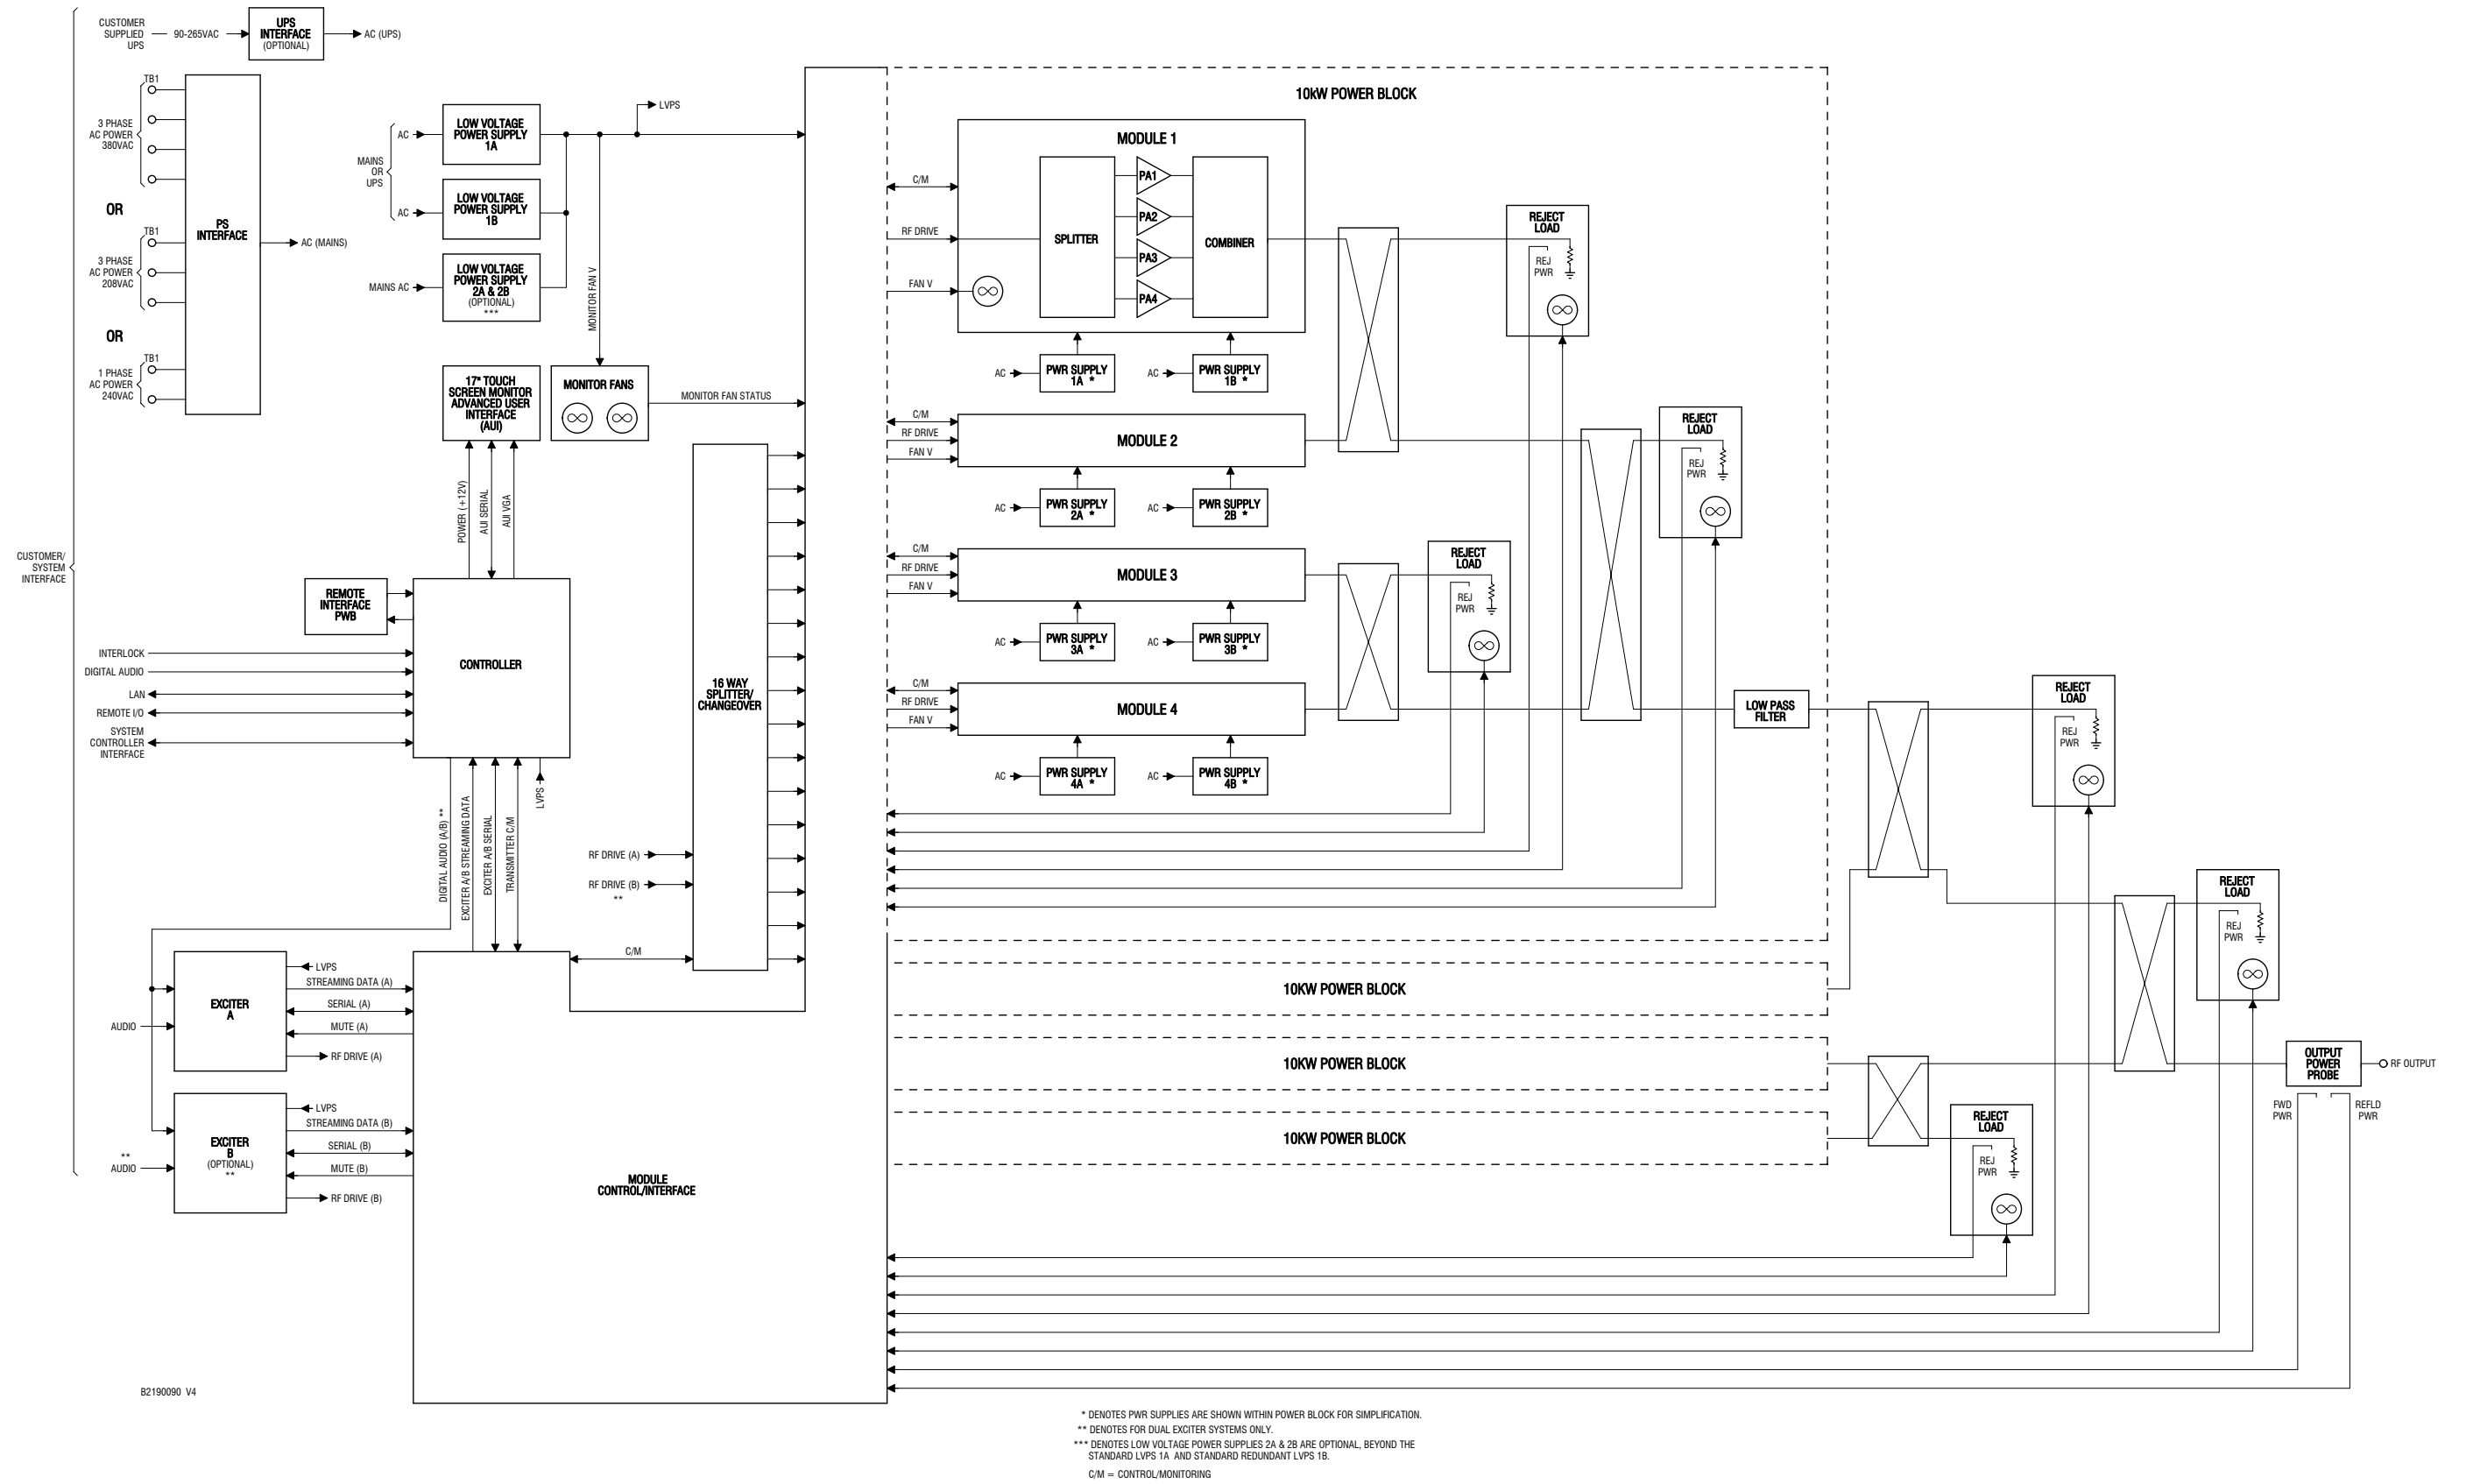 CUSTOMER
SUPPLIED
UPS
90-265VAC
UPS
INTERFACE
(OPTIONAL)
AC (UPS)
TB1
3 PHASE
AC POWER
380VAC
OR
TB1
3 PHASE
AC POWER
208VAC
OR
TB1
1 PHASE
AC POWER
240VAC
PS
INTERFACE
AC (MAINS)
CUSTOMER/
SYSTEM
INTERFACE
MAINS
OR
UPS
AC
LOW VOLTAGE
POWER SUPPLY
1A
LVPS
AC
LOW VOLTAGE
POWER SUPPLY
1B
MAINS AC
LOW VOLTAGE
POWER SUPPLY
2A & 2B
(OPTIONAL)
***
MONITOR FAN V
17" TOUCH
SCREEN MONITOR
ADVANCED USER
INTERFACE
(AUI)
MONITOR FANS
MONITOR FAN STATUS
POWER (+12V)
AUI SERIAL
AUI VGA
REMOTE
INTERFACE
PWB
CONTROLLER
INTERLOCK
DIGITAL AUDIO
LAN
REMOTE I/O
SYSTEM
CONTROLLER
INTERFACE
DIGITAL AUDIO (A/B) **
EXCITER A/B STREAMING DATA
EXCITER A/B SERIAL
TRANSMITTER C/M
LVPS
16 WAY
SPLITTER/
CHANGEOVER
RF DRIVE (A)
RF DRIVE (B)
**
C/M
AUDIO
EXCITER
A
LVPS
STREAMING DATA (A)
SERIAL (A)
MUTE (A)
RF DRIVE (A)
**
AUDIO
EXCITER
B
(OPTIONAL)
**
LVPS
STREAMING DATA (B)
SERIAL (B)
MUTE (B)
RF DRIVE (B)
MODULE
CONTROL/INTERFACE
10kW POWER BLOCK
MODULE 1
C/M
RF DRIVE
FAN V
SPLITTER
PA1
PA2
PA3
PA4
COMBINER
AC
PWR SUPPLY
1A *
AC
PWR SUPPLY
1B *
C/M
RF DRIVE
FAN V
MODULE 2
AC
PWR SUPPLY
2A *
AC
PWR SUPPLY
2B *
C/M
RF DRIVE
FAN V
MODULE 3
AC
PWR SUPPLY
3A *
AC
PWR SUPPLY
3B *
C/M
RF DRIVE
FAN V
MODULE 4
AC
PWR SUPPLY
4A *
AC
PWR SUPPLY
4B *
REJECT
LOAD
REJ
PWR
REJECT
LOAD
REJ
PWR
REJECT
LOAD
REJ
PWR
LOW PASS
FILTER
REJECT
LOAD
REJ
PWR
REJECT
LOAD
REJ
PWR
10KW POWER BLOCK
10KW POWER BLOCK
10KW POWER BLOCK
REJECT
LOAD
REJ
PWR
OUTPUT
POWER
PROBE
RF OUTPUT
FWD
PWR
REFLD
PWR
B2190090 V4
* DENOTES PWR SUPPLIES ARE SHOWN WITHIN POWER BLOCK FOR SIMPLIFICATION.
** DENOTES FOR DUAL EXCITER SYSTEMS ONLY.
*** DENOTES LOW VOLTAGE POWER SUPPLIES 2A & 2B ARE OPTIONAL, BEYOND THE
STANDARD LVPS 1A AND STANDARD REDUNDANT LVPS 1B.
C/M = CONTROL/MONITORING